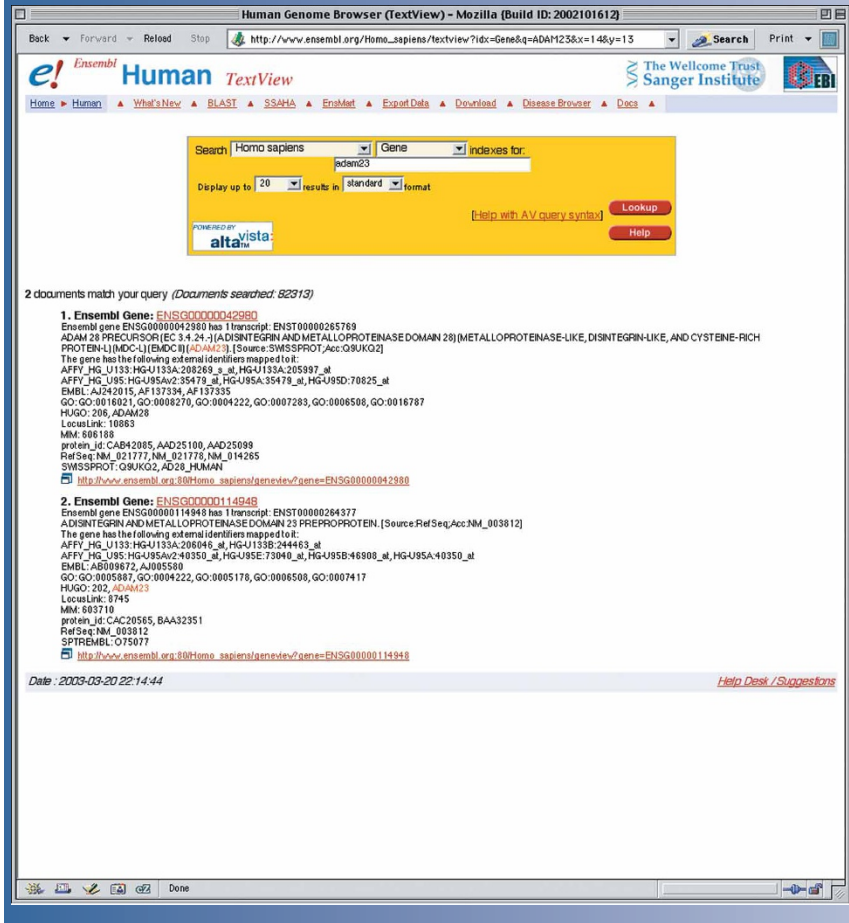 Human Genome Browser (TextView) - Mozilla {Build ID: 2002101612}
Back Forward Reload Stop http://www.ensembl.org/Homo_sapiens/textview?idx=Gene&q=ADAM23&x=14&y=13 Search Print
e! Ensembl Human TextView The Wellcome Trust Sanger Institute EBI
Home Human What's New BLAST SSAHA EnsMart Export Data Download Disease Browser Docs
Search Homo sapiens Gene indexes for:
adam23
Display up to 20 results in standard format
[Help with AV query syntax] Lookup
Help
POWERED BY
altavista:
2 documents match your query (Documents searched: 82313)
1. Ensembl Gene: ENSG00000042980
Ensembl gene ENSG00000042980 has 1 transcript: ENST00000265769
ADAM 28 PRECURSOR (EC 3.4.24.-) (A DISINTEGRIN AND METALLOPROTEINASE DOMAIN 28) (METALLOPROTEINASE-LIKE, DISINTEGRIN-LIKE, AND CYSTEINE-RICH
PROTEIN-L) (MDC-L) (EMDC II) (ADAM23). [Source:SWISSPROT;Acc:Q9UKQ2]
The gene has the following external identifiers mapped to it:
AFFY_HG_U133: HG-U133A:208269_s_at, HG-U133A:205997_at
AFFY_HG_U95: HG-U95Av2:35479_at, HG-U95A:35479_at, HG-U95D:70825_at
EMBL: AJ242015, AF137334, AF137335
GO: GO:0016021, GO:0008270, GO:0004222, GO:0007283, GO:0006508, GO:0016787
HUGO: 206, ADAM28
LocusLink: 10863
MIM: 606188
protein_id: CAB42085, AAD25100, AAD25099
RefSeq: NM_021777, NM_021778, NM_014265
SWISSPROT: Q9UKQ2, AD28_HUMAN
http://www.ensembl.org:80/Homo_sapiens/geneview?gene=ENSG00000042980
2. Ensembl Gene: ENSG00000114948
Ensembl gene ENSG00000114948 has 1 transcript: ENST00000264377
A DISINTEGRIN AND METALLOPROTEINASE DOMAIN 23 PREPROPROTEIN. [Source:RefSeq;Acc:NM_003812]
The gene has the following external identifiers mapped to it:
AFFY_HG_U133: HG-U133A:206046_at, HG-U133B:244463_at
AFFY_HG_U95: HG-U95Av2:40350_at, HG-U95E:73040_at, HG-U95B:46908_at, HG-U95A:40350_at
EMBL: AB009672, AJ005580
GO: GO:0005887, GO:0004222, GO:0005178, GO:0006508, GO:0007417
HUGO: 202, ADAM23
LocusLink: 8745
MIM: 603710
protein_id: CAC20565, BAA32351
RefSeq: NM_003812
SPTREMBL: O75077
http://www.ensembl.org:80/Homo_sapiens/geneview?gene=ENSG00000114948
Date : 2003-03-20 22:14:44 Help Desk / Suggestions
Done